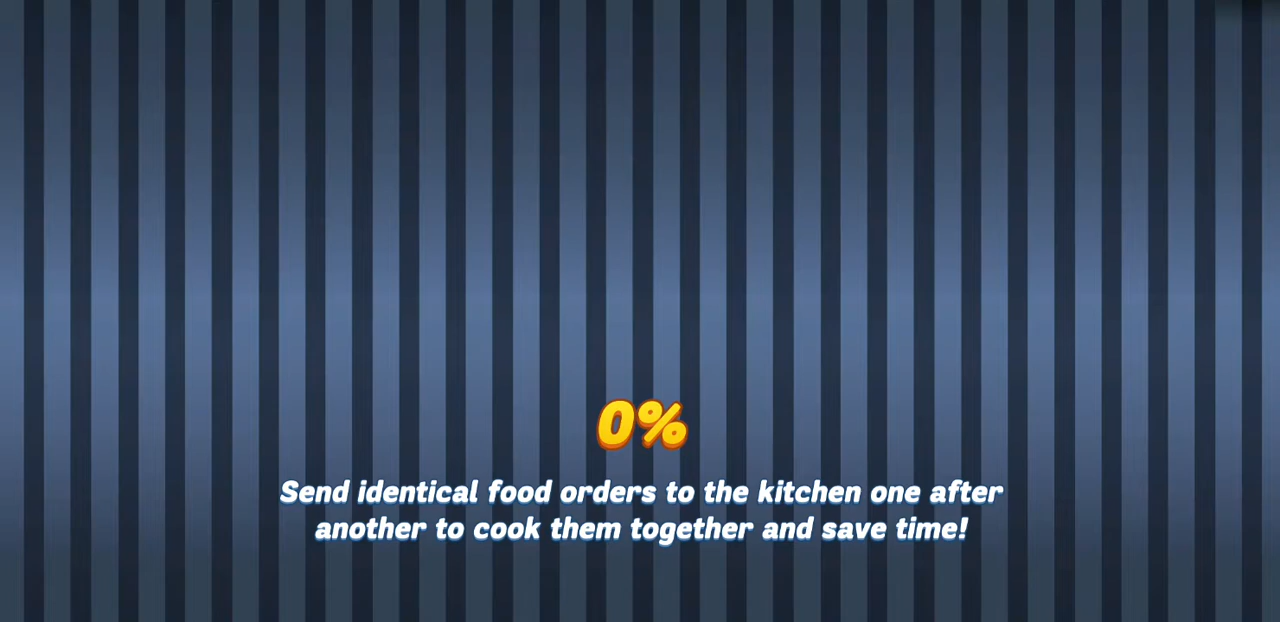 0%
Send identical food orders to the kitchen one after
another to cook them together and save time!